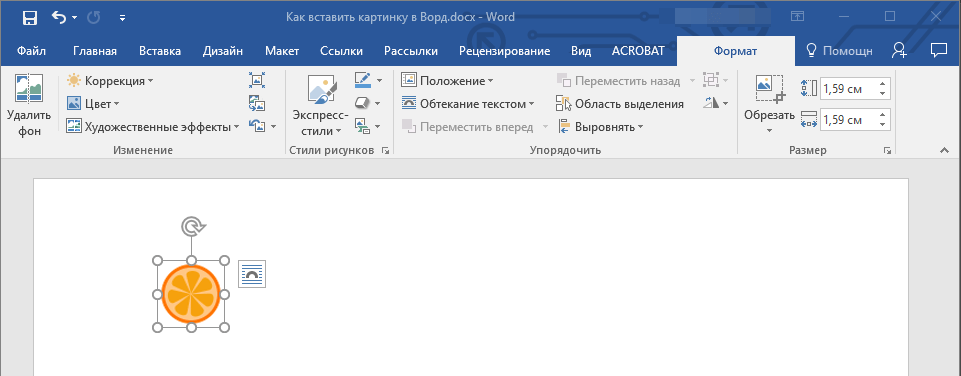 Как вставить картинку в Ворд.docx - Word
Файл Главная Вставка Дизайн Макет Ссылки Рассылки Рецензирование Вид ACROBAT Формат Помощн
Удалить фон
Коррекция
Цвет
Художественные эффекты
Изменение
Экспресс-стили
Стили рисунков
Положение
Обтекание текстом
Переместить вперед
Переместить назад
Область выделения
Выровнять
Упорядочить
Обрезать
1,59 см
1,59 см
Размер